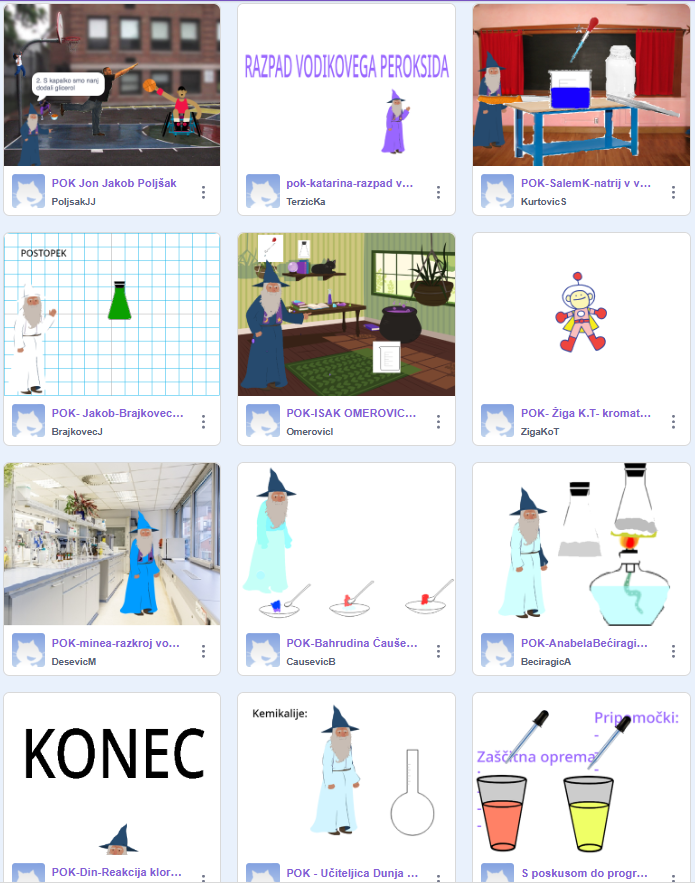 2. S kapalko smo nanj
dodali glicerol
POK Jon Jakob Poljšak
PoljsakJJ
RAZPAD VODIKOVEGA PEROKSIDA
pok-katarina-razpad v...
TerzicKa
POK-SalemK-natrij v v...
KurtovicS
POSTOPEK
POK- Jakob-Brajkovec...
BrajkovecJ
POK-ISAK OMEROVIC...
OmerovicI
POK- Žiga K.T- kromat...
ZigaKoT
POK-minea-razkroj vo...
DesevicM
POK-Bahrudina Čauše...
CausevicB
POK-AnabelaBećiragi...
BeciragicA
KONEC
POK-Din-Reakcija klor...
Kemikalije:
POK - Učiteljica Dunja ...
Pripomočki:
-
Zaščitna oprema:
-
-
-
-
S poskusom do progr...